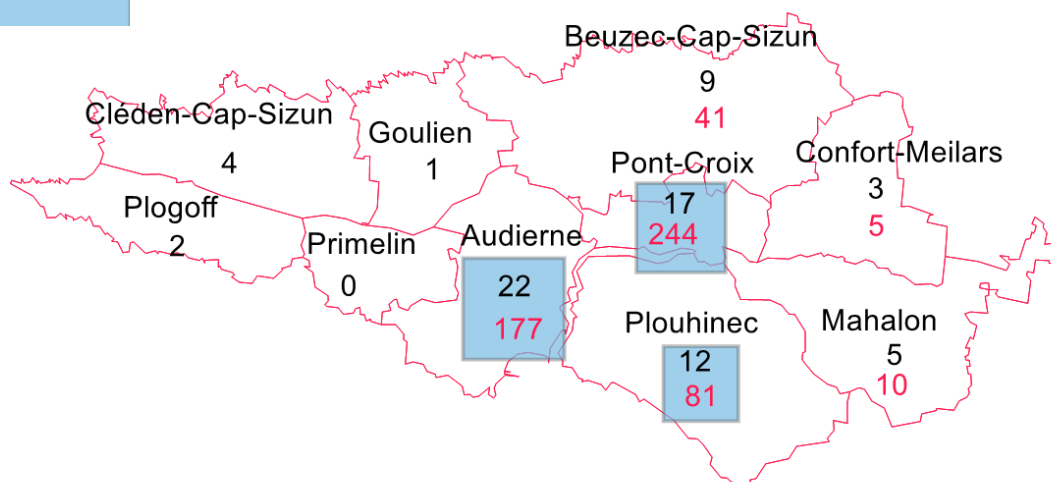 Beuzec-Cap-Sizun
9
41
Cléden-Cap-Sizun
4
Goulien
1
Pont-Croix
17
244
Confort-Meilars
3
5
Plogoff
2
Primelin
0
Audierne
22
177
Plouhinec
12
81
Mahalon
5
10